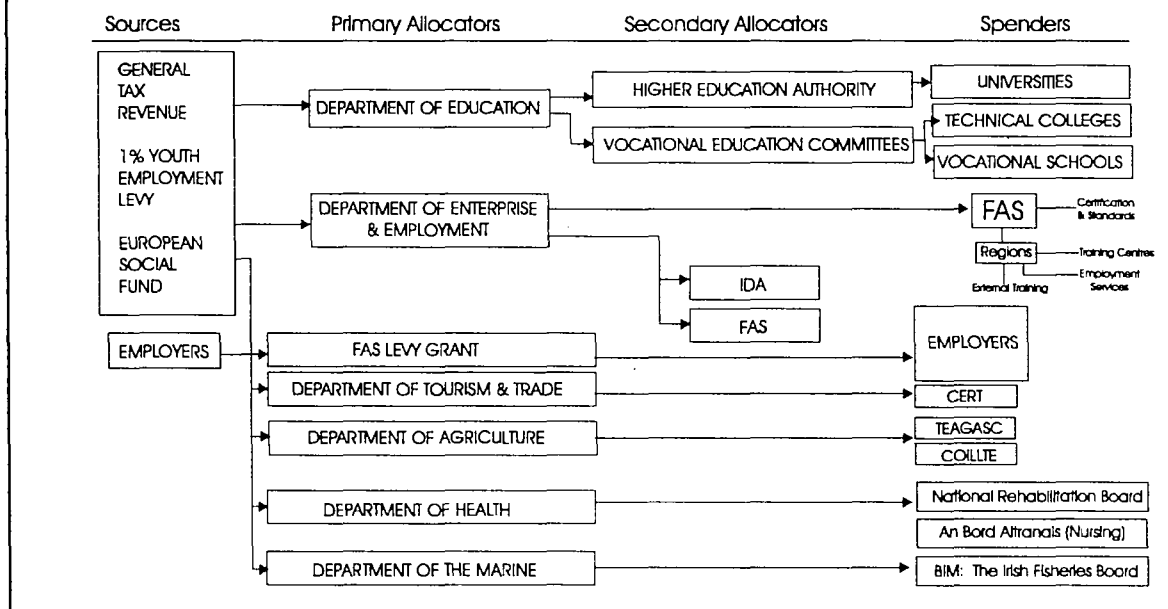 Sources
Primary Allocators
Secondary Allocators
Spenders
GENERAL
TAX
REVENUE
1% YOUTH
EMPLOYMENT
LEVY
EUROPEAN
SOCIAL
FUND
EMPLOYERS
DEPARTMENT OF EDUCATION
DEPARTMENT OF ENTERPRISE
& EMPLOYMENT
FAS LEVY GRANT
DEPARTMENT OF TOURISM & TRADE
DEPARTMENT OF AGRICULTURE
DEPARTMENT OF HEALTH
DEPARTMENT OF THE MARINE
HIGHER EDUCATION AUTHORITY
VOCATIONAL EDUCATION COMMITTEES
IDA
FAS
UNIVERSITIES
TECHNICAL COLLEGES
VOCATIONAL SCHOOLS
FAS
Certification
& Standards
Regions
Training Centres
Employment
Services
External Training
EMPLOYERS
CERT
TEAGASC
COILLTE
National Rehabilitation Board
An Bord Altranais (Nursing)
BIM: The Irish Fisheries Board